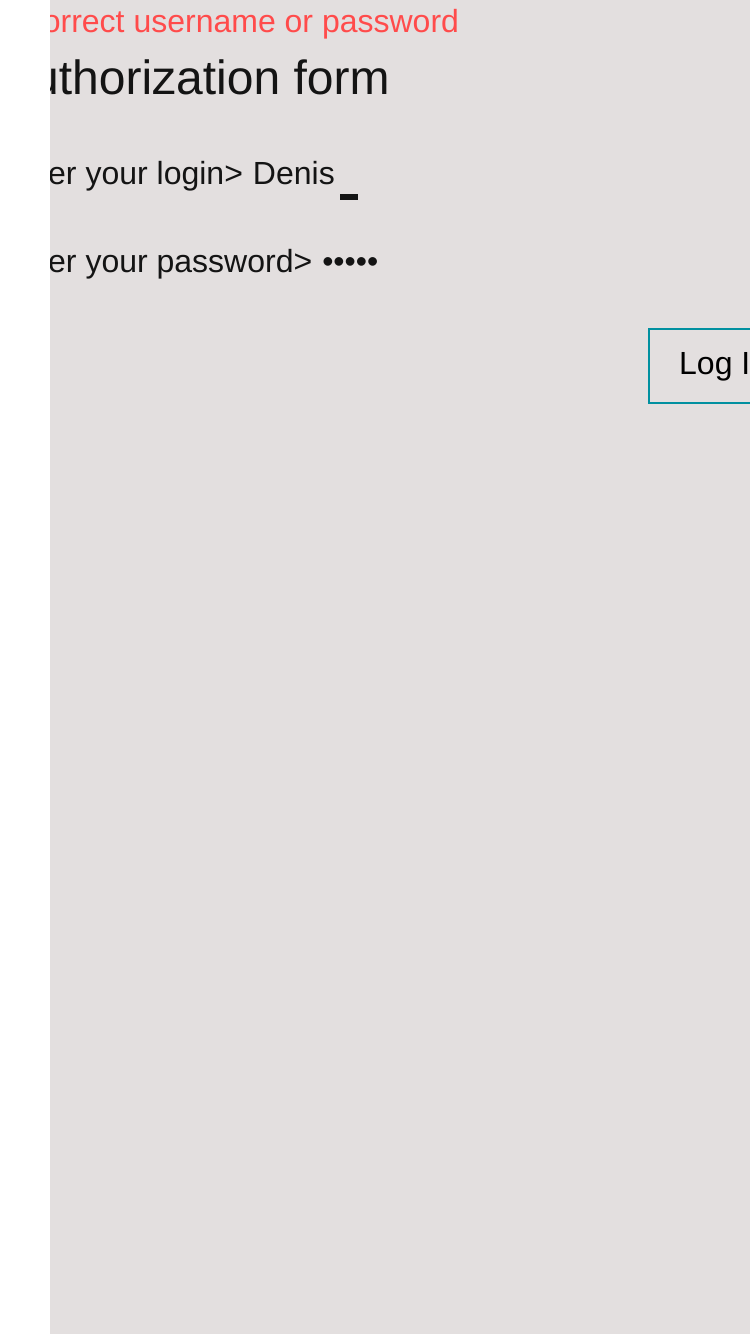 orrect username or password
uthorization form
er your login> Denis
er your password> •••••
Log I